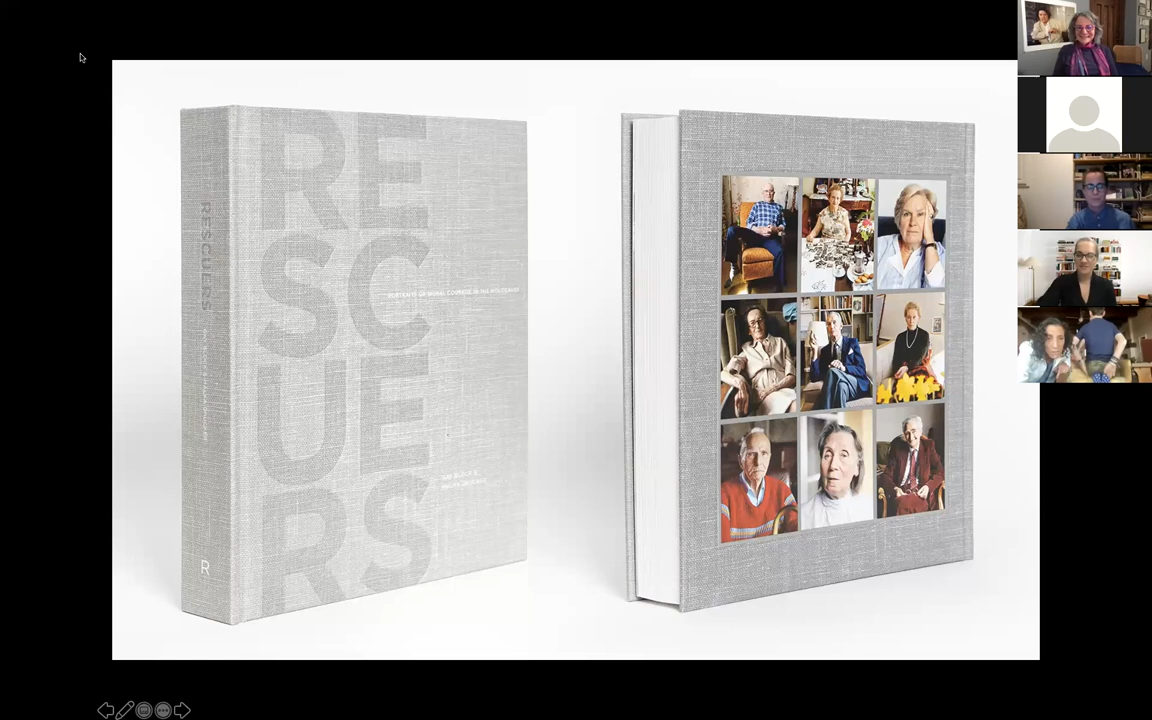 RESCUERS
R
RE
SC
UE
RS
PORTRAITS OF MORAL COURAGE IN THE HOLOCAUST